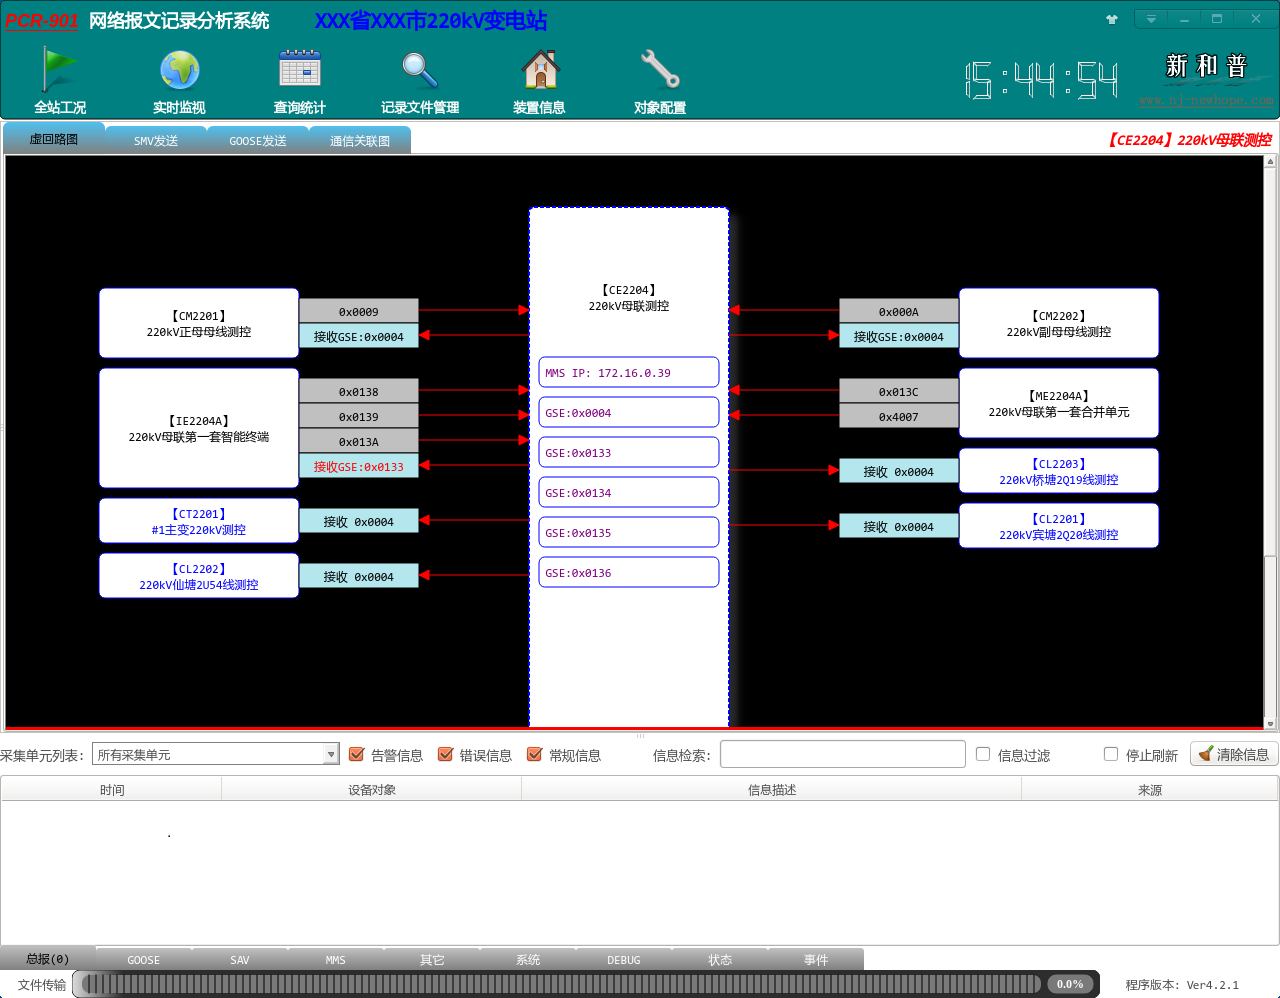 PCR-901 网络报文记录分析系统 XXX省XXX市220kV变电站
全站工况 实时监视 查询统计 记录文件管理 装置信息 对象配置
15:44:54
新和普
www.nj-newhope.com
虚回路图 SMV发送 GOOSE发送 通信关联图 【CE2204】220kV母联测控
【CE2204】
220kV母联测控
MMS IP: 172.16.0.39
GSE:0x0004
GSE:0x0133
GSE:0x0134
GSE:0x0135
GSE:0x0136
【CM2201】
220kV正母母线测控
0x0009
接收GSE:0x0004
【IE2204A】
220kV母联第一套智能终端
0x0138
0x0139
0x013A
接收GSE:0x0133
【CT2201】
#1主变220kV测控
接收 0x0004
【CL2202】
220kV仙塘2U54线测控
接收 0x0004
0x000A
接收GSE:0x0004
【CM2202】
220kV副母母线测控
0x013C
0x4007
【ME2204A】
220kV母联第一套合并单元
接收 0x0004
【CL2203】
220kV桥塘2Q19线测控
接收 0x0004
【CL2201】
220kV宾塘2Q20线测控
采集单元列表: 所有采集单元 告警信息 错误信息 常规信息 信息检索: 信息过滤 停止刷新 清除信息
时间 设备对象 信息描述 来源
总报(0) GOOSE SAV MMS 其它 系统 DEBUG 状态 事件
文件传输 0.0% 程序版本: Ver4.2.1